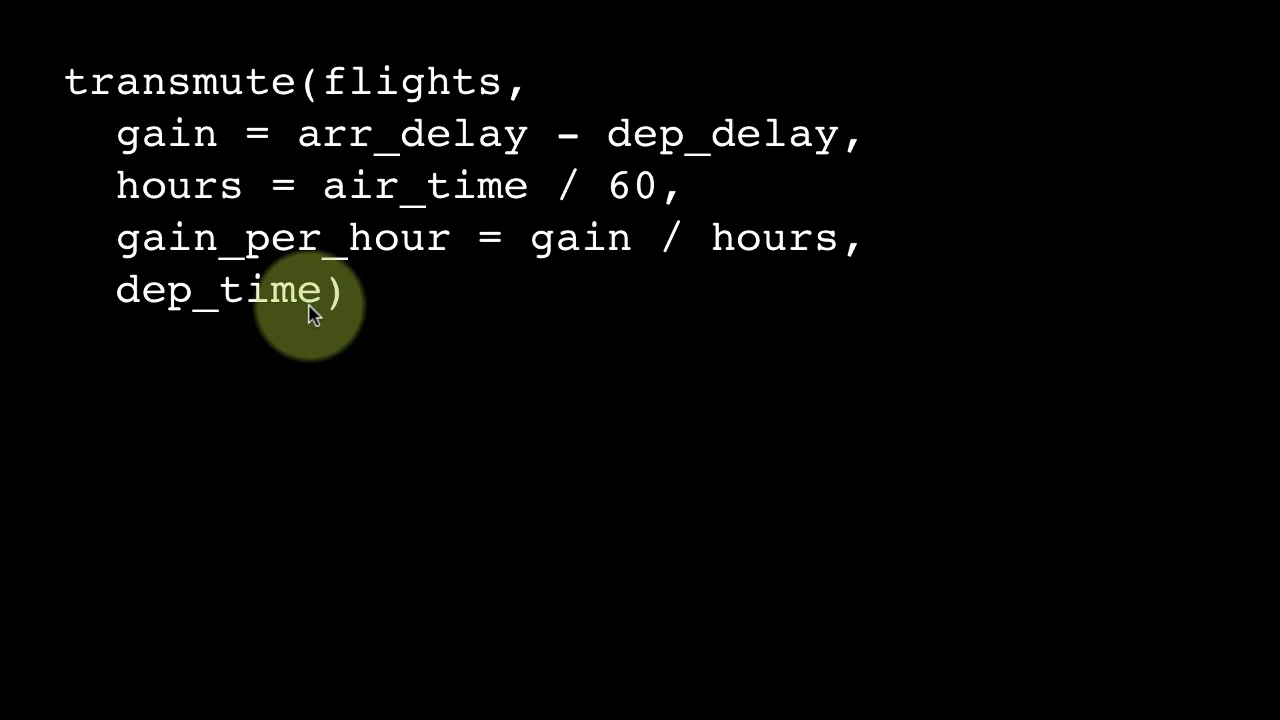 transmute(flights,
  gain = arr_delay - dep_delay,
  hours = air_time / 60,
  gain_per_hour = gain / hours,
  dep_time)